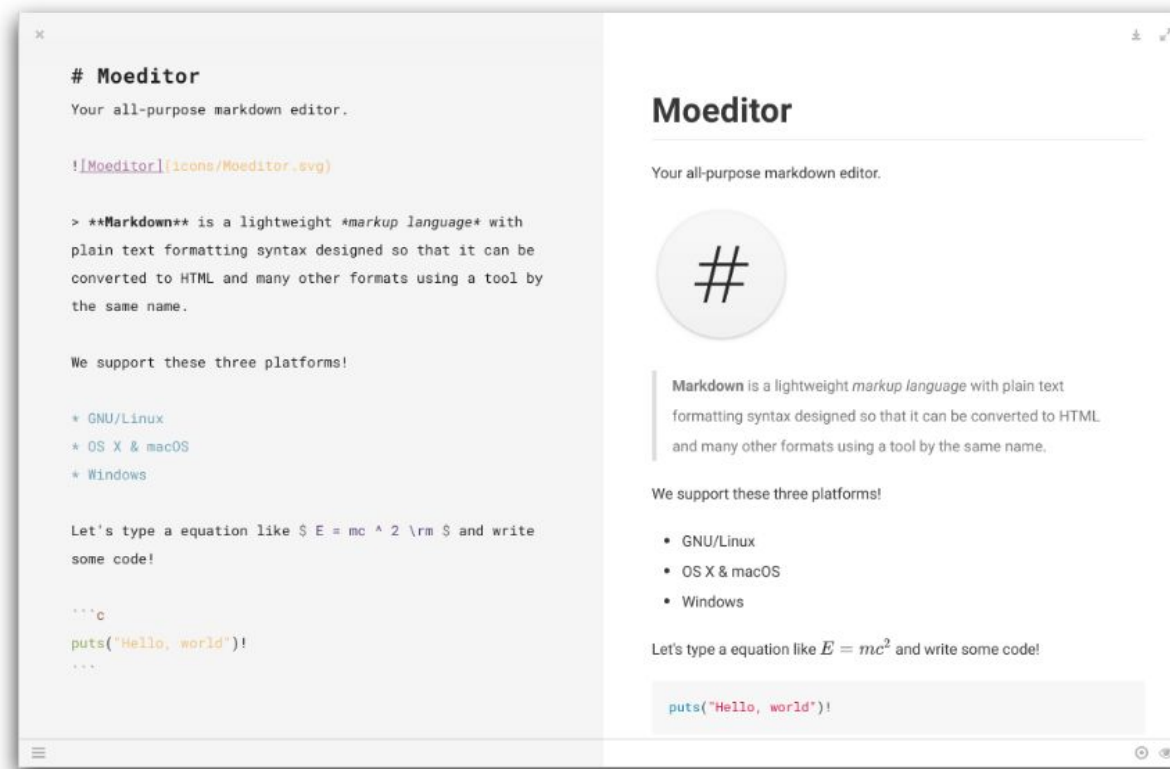 # Moeditor
Your all-purpose markdown editor.
![Moeditor](icons/Moeditor.svg)
> **Markdown** is a lightweight *markup language* with
plain text formatting syntax designed so that it can be
converted to HTML and many other formats using a tool by
the same name.
We support these three platforms!
* GNU/Linux
* OS X & macOS
* Windows
Let's type a equation like $ E = mc ^ 2 \rm $ and write
some code!
```c
puts("Hello, world")!
```
Moeditor
Your all-purpose markdown editor.
#
Markdown is a lightweight markup language with plain text
formatting syntax designed so that it can be converted to HTML
and many other formats using a tool by the same name.
We support these three platforms!
• GNU/Linux
• OS X & macOS
• Windows
Let's type a equation like E = mc² and write some code!
puts("Hello, world")!